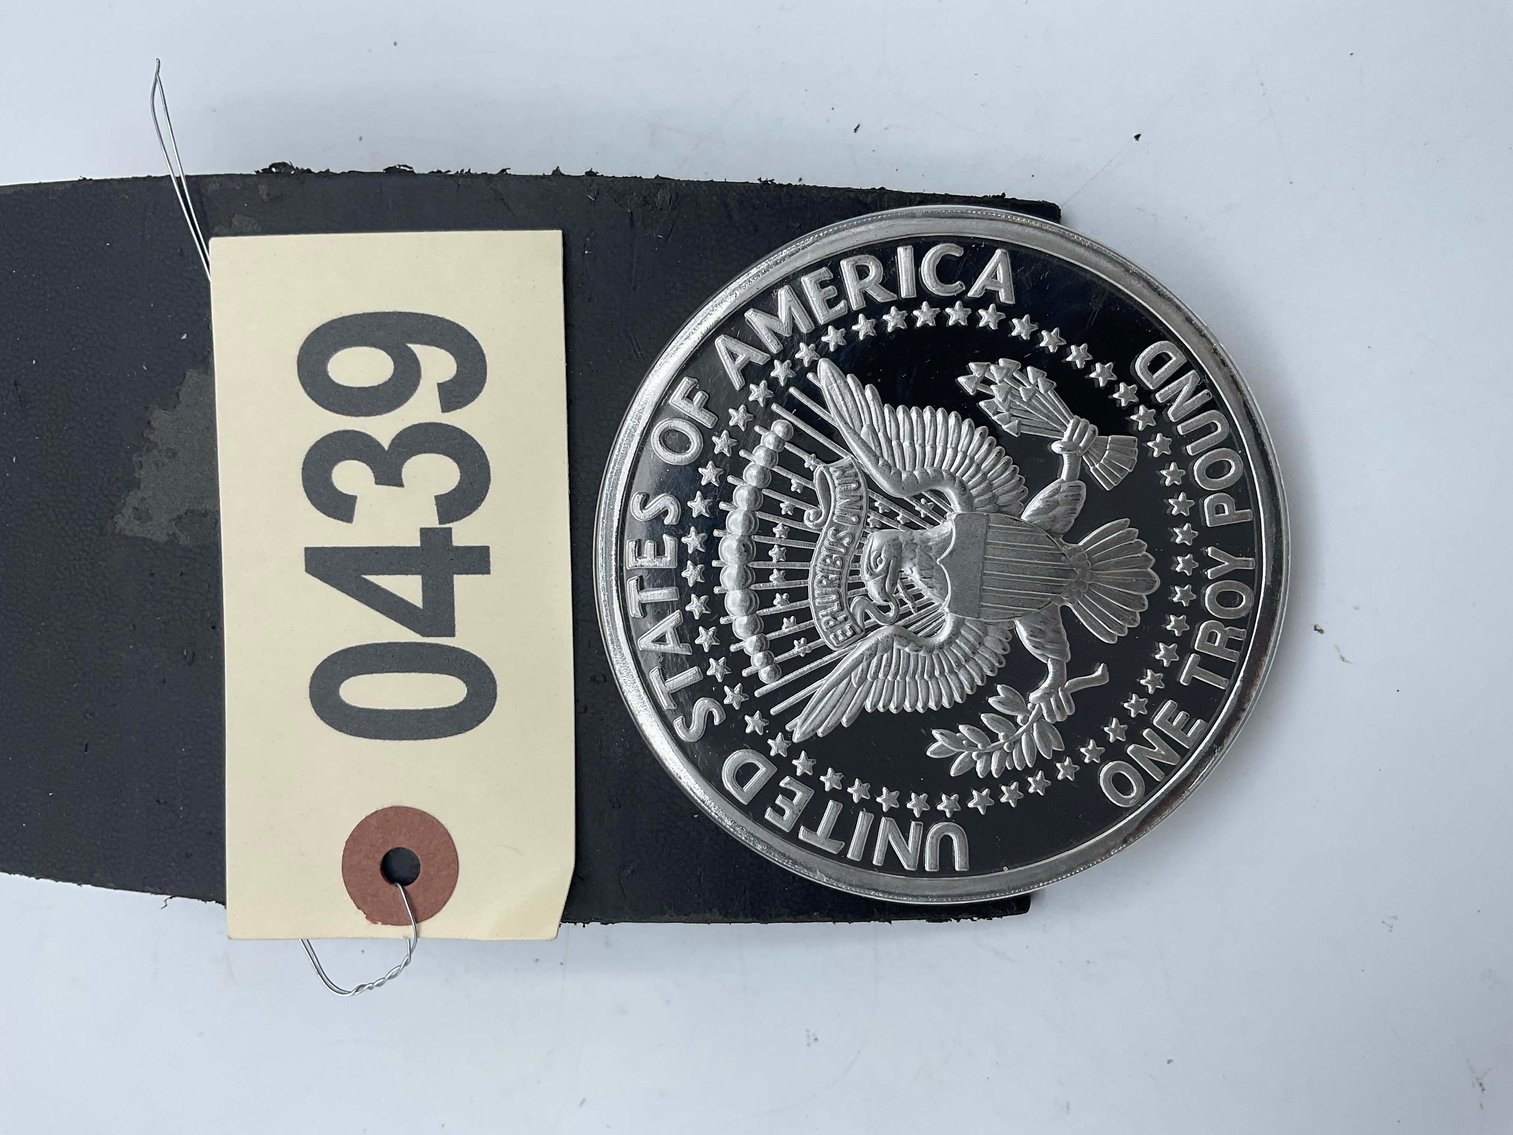 0439
UNITED STATES OF AMERICA
E PLURIBUS UNUM
ONE TROY POUND